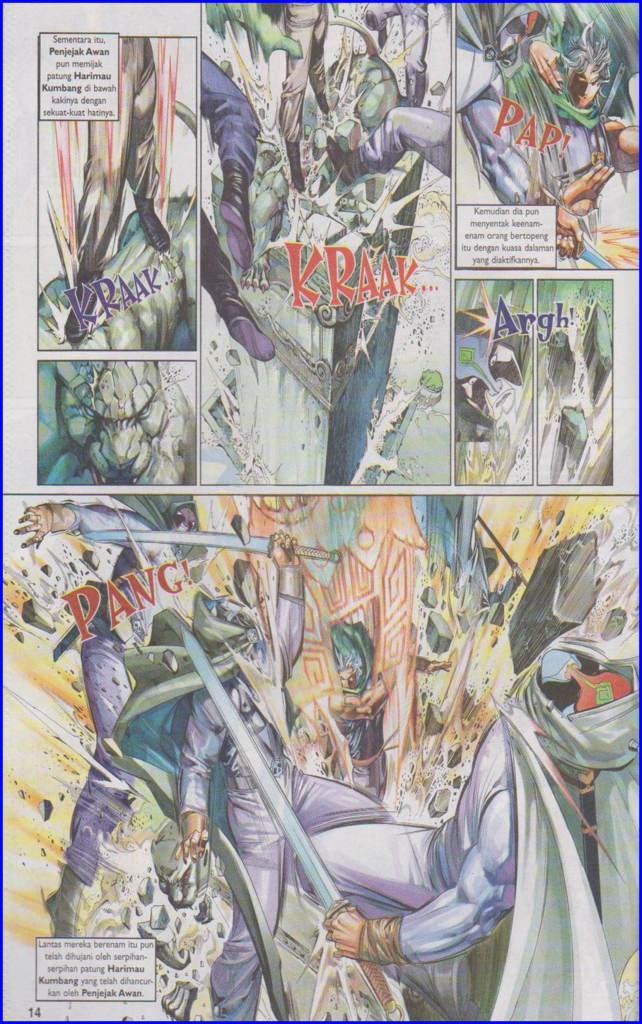 Sementara itu,
Penjejak Awan
pun memijak
patung Harimau
Kumbang di bawah
kakinya dengan
sekuat-kuat hatinya.
KRAAK...
KRAAK...
PAP!
Kemudian dia pun
menyentak keenam-
enam orang bertopeng
itu dengan kuasa dalaman
yang diaktifkannya.
Argh!
PANG!
Lantas mereka berenam itu pun
telah dihujani oleh serpihan-
serpihan patung Harimau
Kumbang yang telah dihancur-
kan oleh Penjejak Awan.
14